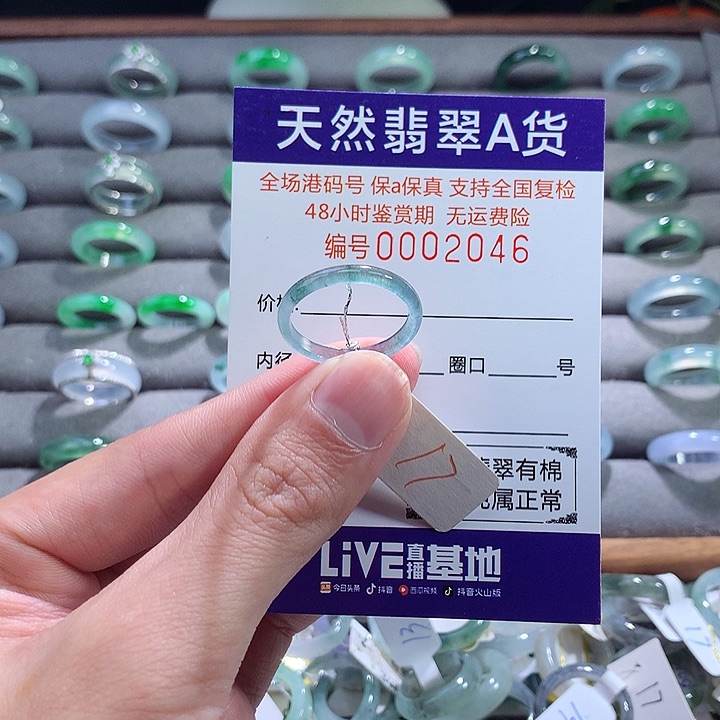 天然翡翠A货
全场港码号 保a保真 支持全国复检
48小时鉴赏期 无运费险
编号0002046
价
内径 圈口 号
17
翠有棉
属正常
LiVE直播基地
今日头条 抖音 西瓜视频 抖音火山版
13
17
17